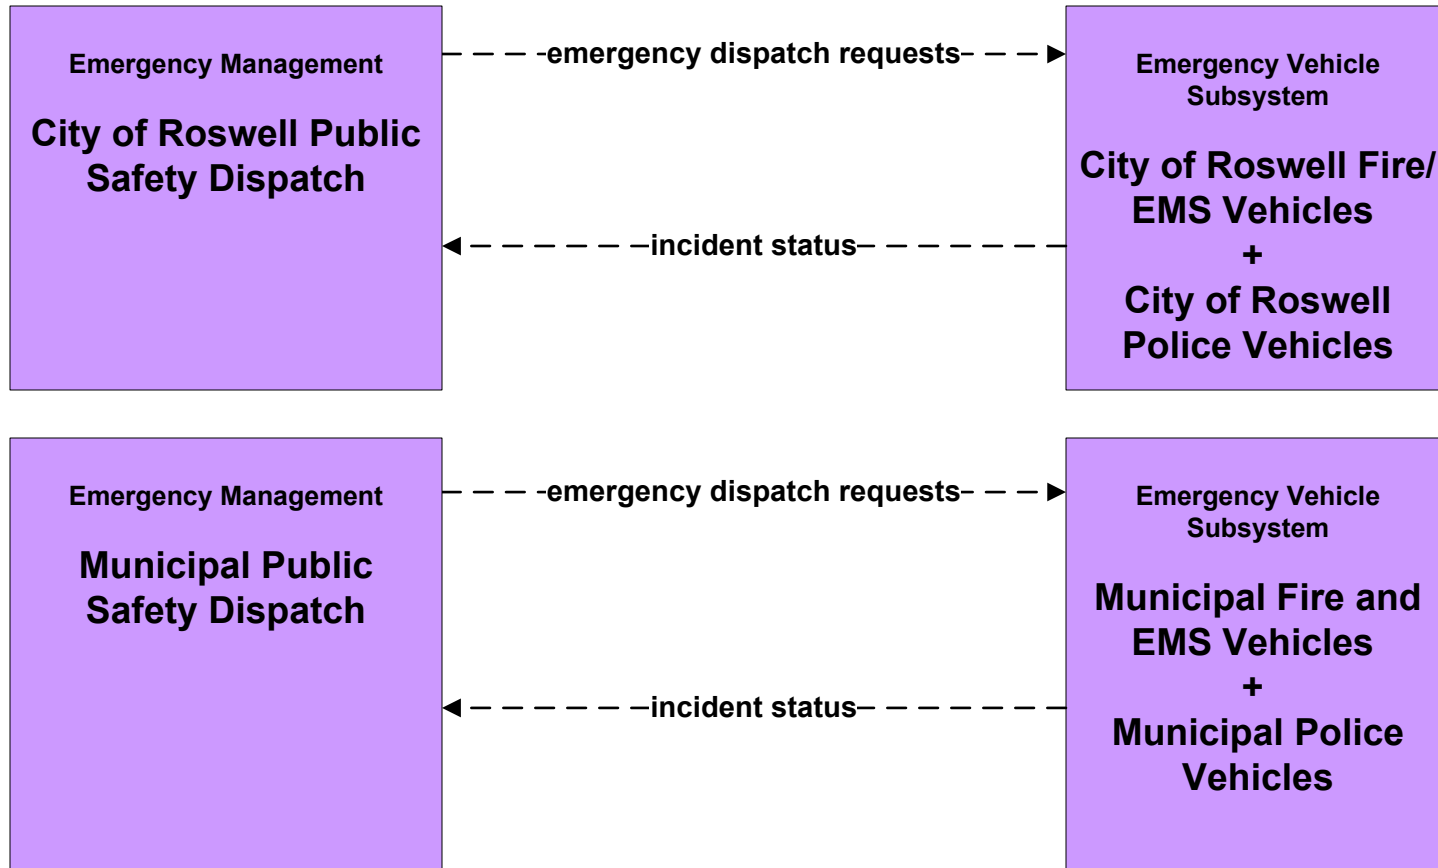 Emergency Management
City of Roswell Public
Safety Dispatch
emergency dispatch requests
incident status
Emergency Vehicle
Subsystem
City of Roswell Fire/
EMS Vehicles
+
City of Roswell
Police Vehicles
Emergency Management
Municipal Public
Safety Dispatch
emergency dispatch requests
incident status
Emergency Vehicle
Subsystem
Municipal Fire and
EMS Vehicles
+
Municipal Police
Vehicles